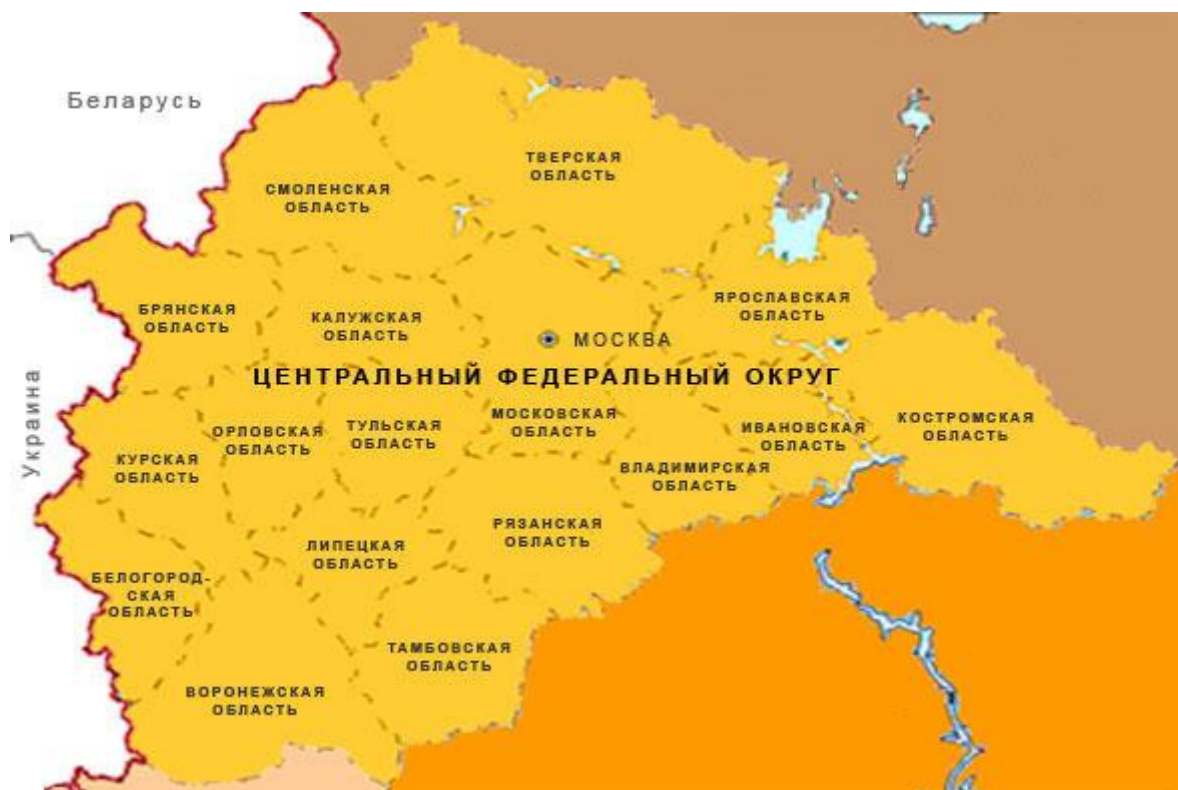 Беларусь
ТВЕРСКАЯ
ОБЛАСТЬ
СМОЛЕНСКАЯ
ОБЛАСТЬ
БРЯНСКАЯ
ОБЛАСТЬ
КАЛУЖСКАЯ
ОБЛАСТЬ
ЯРОСЛАВСКАЯ
ОБЛАСТЬ
МОСКВА
ЦЕНТРАЛЬНЫЙ ФЕДЕРАЛЬНЫЙ ОКРУГ
Украина
КУРСКАЯ
ОБЛАСТЬ
ОРЛОВСКАЯ
ОБЛАСТЬ
ТУЛЬСКАЯ
ОБЛАСТЬ
МОСКОВСКАЯ
ОБЛАСТЬ
ИВАНОВСКАЯ
ОБЛАСТЬ
КОСТРОМСКАЯ
ОБЛАСТЬ
ВЛАДИМИРСКАЯ
ОБЛАСТЬ
РЯЗАНСКАЯ
ОБЛАСТЬ
ЛИПЕЦКАЯ
ОБЛАСТЬ
БЕЛОГОРОД-
СКАЯ
ОБЛАСТЬ
ТАМБОВСКАЯ
ОБЛАСТЬ
ВОРОНЕЖСКАЯ
ОБЛАСТЬ